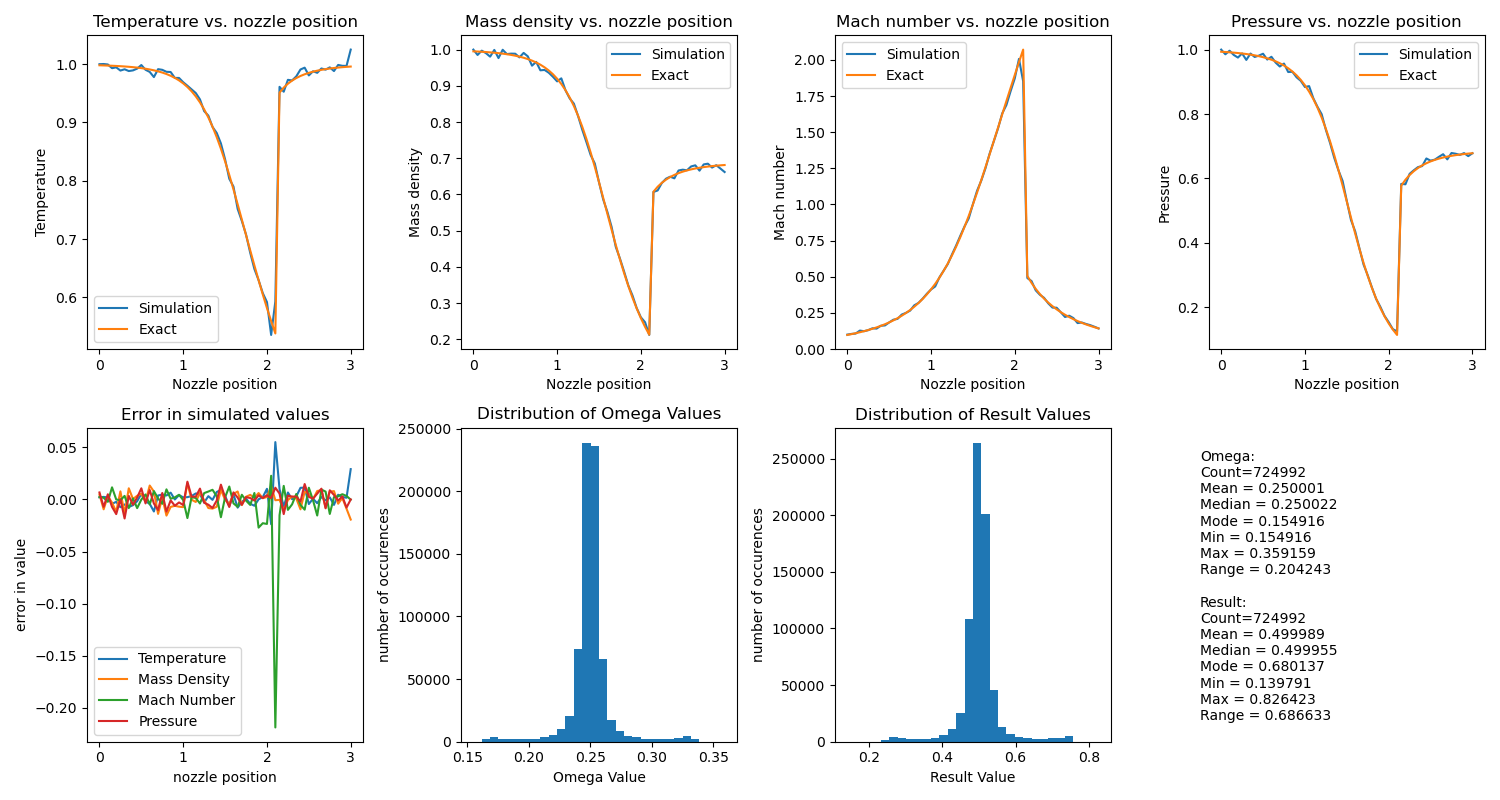 Temperature vs. nozzle position
Temperature
1.0
0.9
0.8
0.7
0.6
Simulation
Exact
0 1 2 3
Nozzle position
Mass density vs. nozzle position
Mass density
1.0
0.9
0.8
0.7
0.6
0.5
0.4
0.3
0.2
Simulation
Exact
0 1 2 3
Nozzle position
Mach number vs. nozzle position
Mach number
2.00
1.75
1.50
1.25
1.00
0.75
0.50
0.25
0.00
Simulation
Exact
0 1 2 3
Nozzle position
Pressure vs. nozzle position
Pressure
1.0
0.8
0.6
0.4
0.2
Simulation
Exact
0 1 2 3
Nozzle position
Error in simulated values
error in value
0.05
0.00
−0.05
−0.10
−0.15
−0.20
Temperature
Mass Density
Mach Number
Pressure
0 1 2 3
nozzle position
Distribution of Omega Values
number of occurences
250000
200000
150000
100000
50000
0
0.15 0.20 0.25 0.30 0.35
Omega Value
Distribution of Result Values
number of occurences
250000
200000
150000
100000
50000
0
0.2 0.4 0.6 0.8
Result Value
Omega:
Count=724992
Mean = 0.250001
Median = 0.250022
Mode = 0.154916
Min = 0.154916
Max = 0.359159
Range = 0.204243
Result:
Count=724992
Mean = 0.499989
Median = 0.499955
Mode = 0.680137
Min = 0.139791
Max = 0.826423
Range = 0.686633